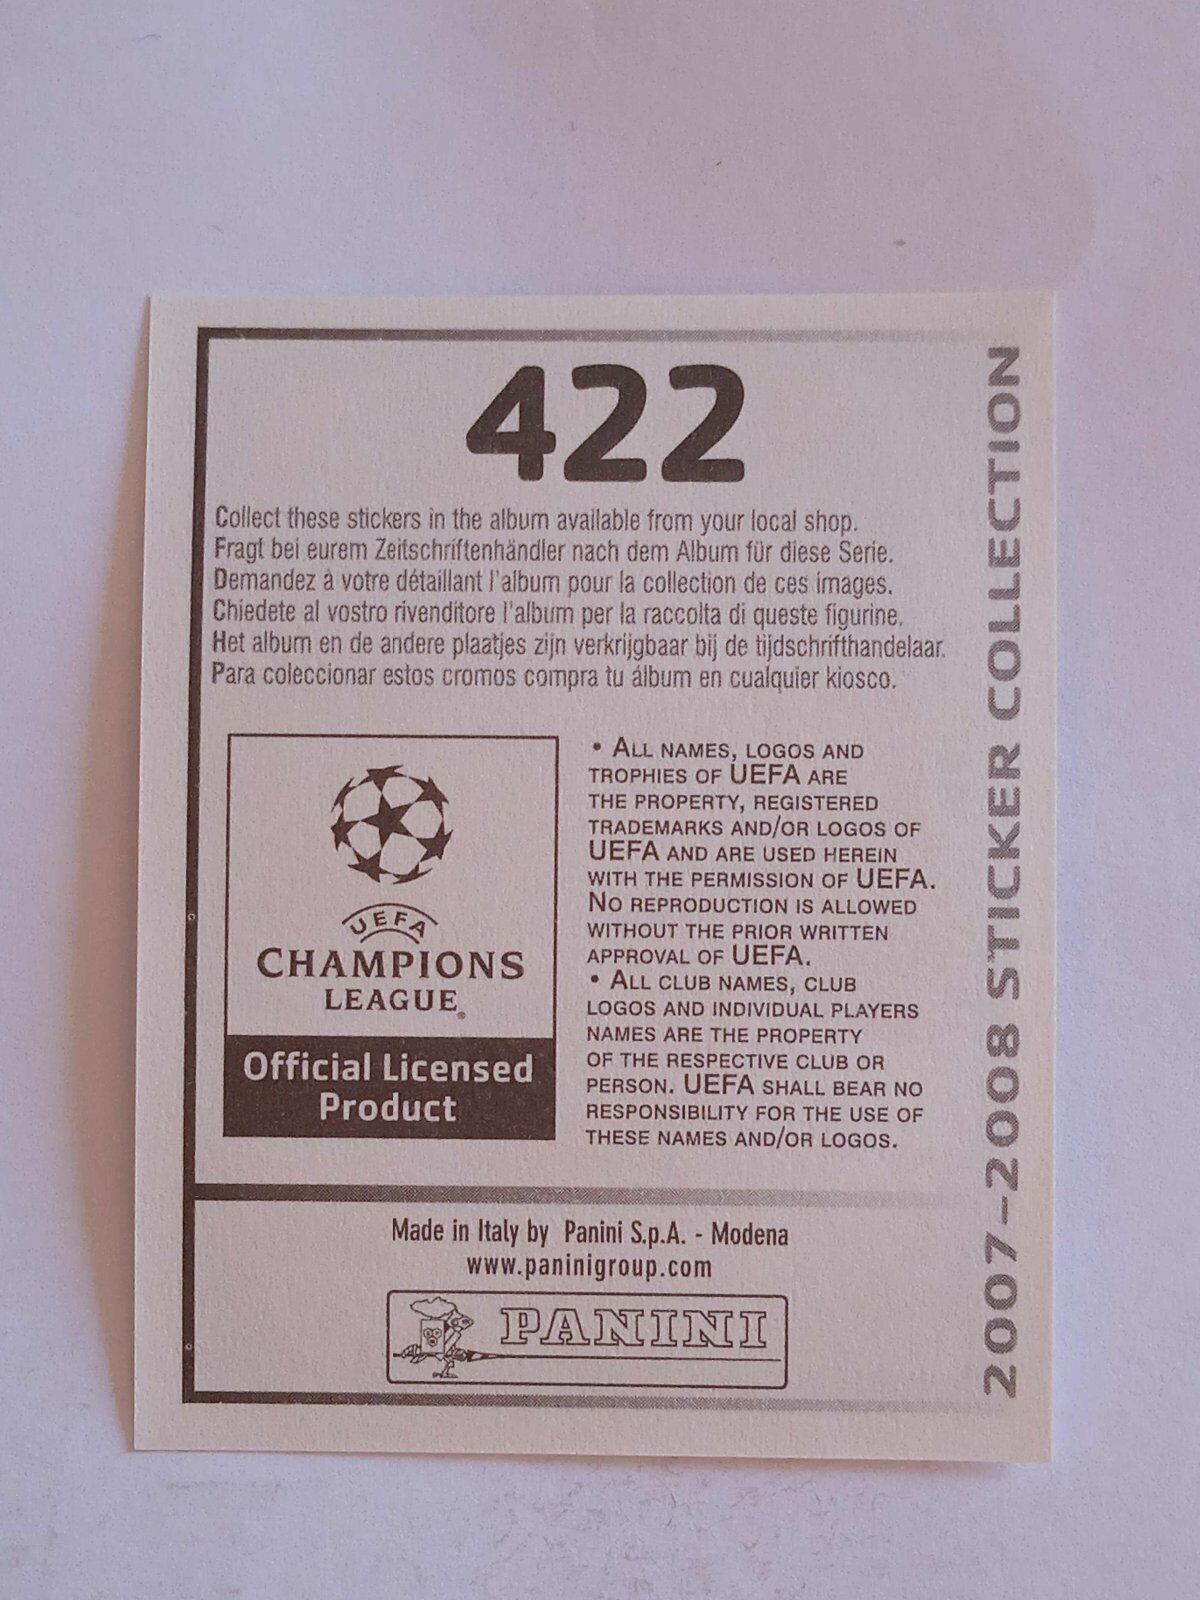 422
Collect these stickers in the album available from your local shop.
Fragt bei eurem Zeitschriftenhändler nach dem Album für diese Serie.
Demandez à votre détaillant l'album pour la collection de ces images.
Chiedete al vostro rivenditore l'album per la raccolta di queste figurine.
Het album en de andere plaatjes zijn verkrijgbaar bij de tijdschrifthandelaar.
Para coleccionar estos cromos compra tu álbum en cualquier kiosco.
UEFA
CHAMPIONS
LEAGUE®
Official Licensed
Product
• ALL NAMES, LOGOS AND
TROPHIES OF UEFA ARE
THE PROPERTY, REGISTERED
TRADEMARKS AND/OR LOGOS OF
UEFA AND ARE USED HEREIN
WITH THE PERMISSION OF UEFA.
NO REPRODUCTION IS ALLOWED
WITHOUT THE PRIOR WRITTEN
APPROVAL OF UEFA.
• ALL CLUB NAMES, CLUB
LOGOS AND INDIVIDUAL PLAYERS
NAMES ARE THE PROPERTY
OF THE RESPECTIVE CLUB OR
PERSON. UEFA SHALL BEAR NO
RESPONSIBILITY FOR THE USE OF
THESE NAMES AND/OR LOGOS.
Made in Italy by Panini S.p.A. - Modena
www.paninigroup.com
PANINI
2007-2008 STICKER COLLECTION